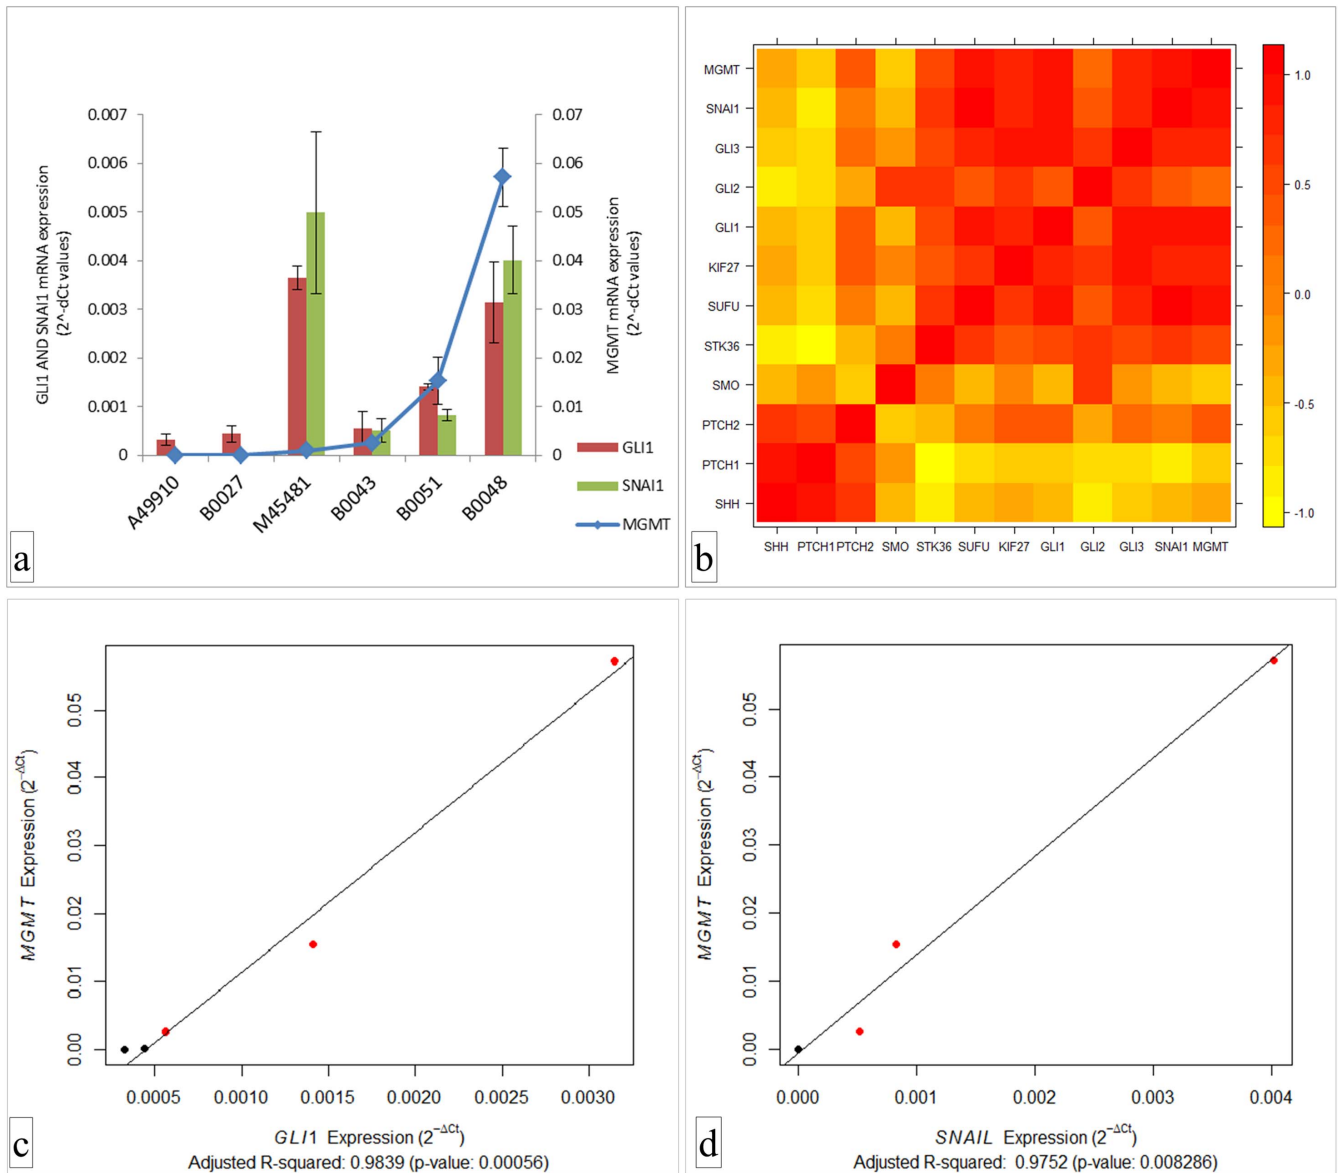 0.007
0.006
0.005
0.004
0.003
0.002
0.001
0
GLI1 AND SNAI1 mRNA expression
(2^-dCt values)
0.07
0.06
0.05
0.04
0.03
0.02
0.01
0
MGMT mRNA expression
(2^-dCt values)
A49910
B0027
M45481
B0043
B0051
B0048
GLI1
SNAI1
MGMT
a
MGMT
SNAI1
GLI3
GLI2
GLI1
KIF27
SUFU
STK36
SMO
PTCH2
PTCH1
SHH
SHH PTCH1 PTCH2 SMO STK36 SUFU KIF27 GLI1 GLI2 GLI3 SNAI1 MGMT
1.0
0.5
0.0
-0.5
-1.0
b
MGMT Expression (2^-ΔCt)
0.05
0.04
0.03
0.02
0.01
0.00
0.0005 0.0010 0.0015 0.0020 0.0025 0.0030
GLI1 Expression (2^-ΔCt)
Adjusted R-squared: 0.9839 (p-value: 0.00056)
c
MGMT Expression (2^-ΔCt)
0.05
0.04
0.03
0.02
0.01
0.00
0.000 0.001 0.002 0.003 0.004
SNAIL Expression (2^-ΔCt)
Adjusted R-squared: 0.9752 (p-value: 0.008286)
d